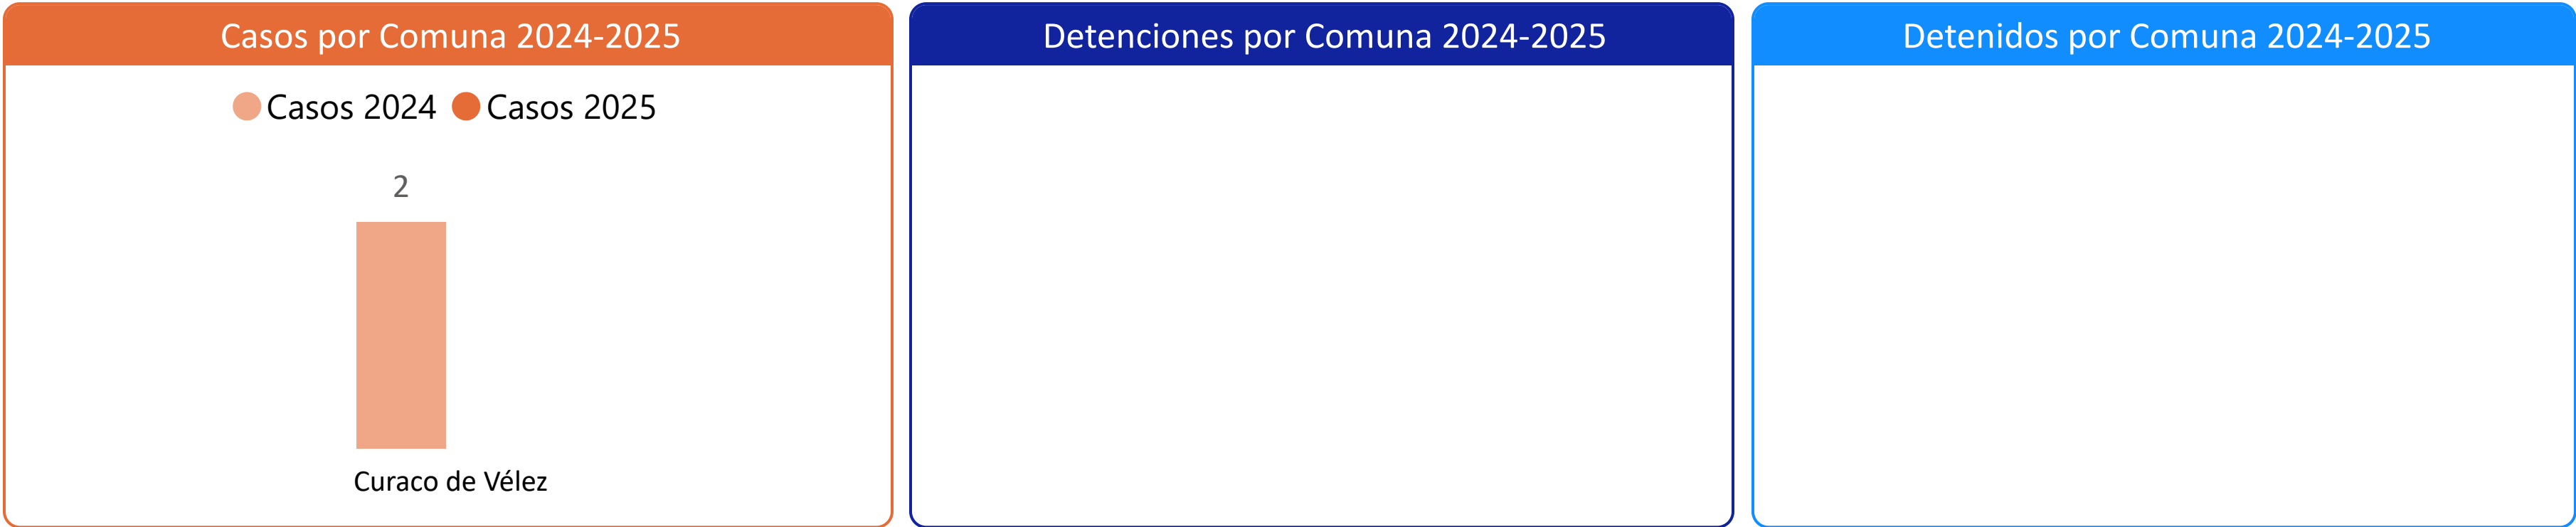 Casos por Comuna 2024-2025
Casos 2024 Casos 2025
2
Curaco de Vélez
Detenciones por Comuna 2024-2025
Detenidos por Comuna 2024-2025